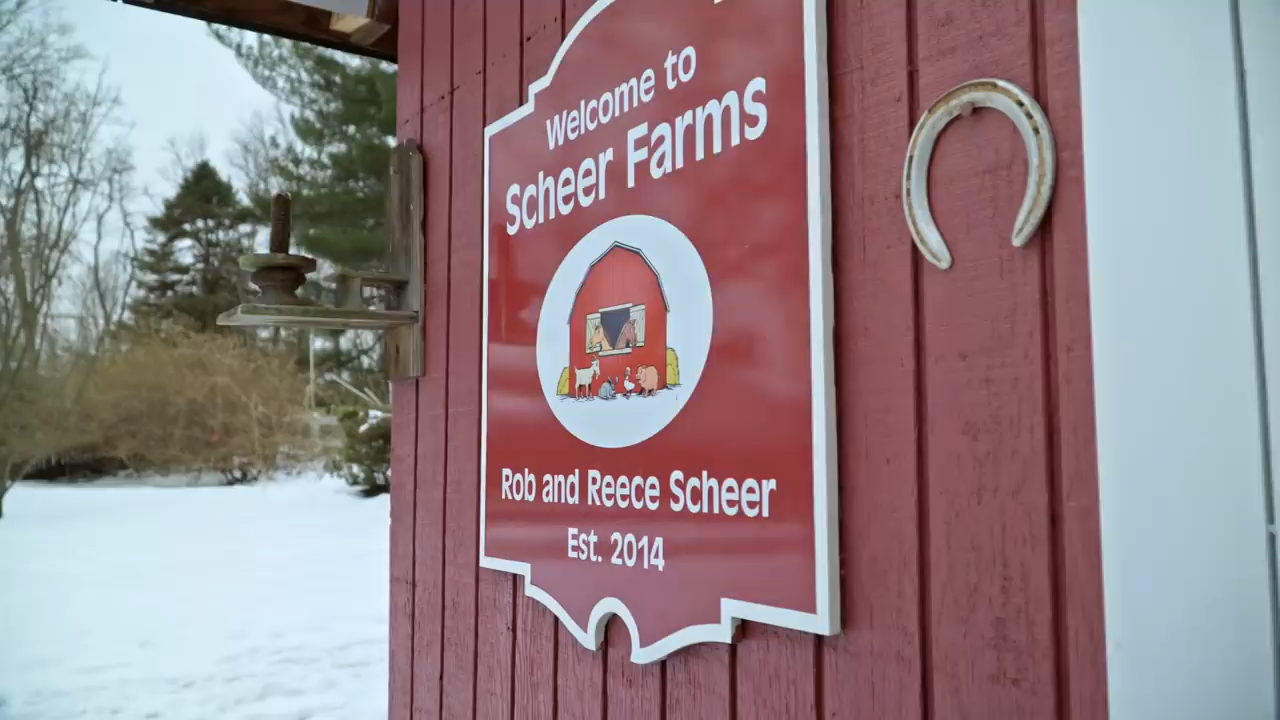 Welcome to
Scheer Farms
Rob and Reece Scheer
Est. 2014